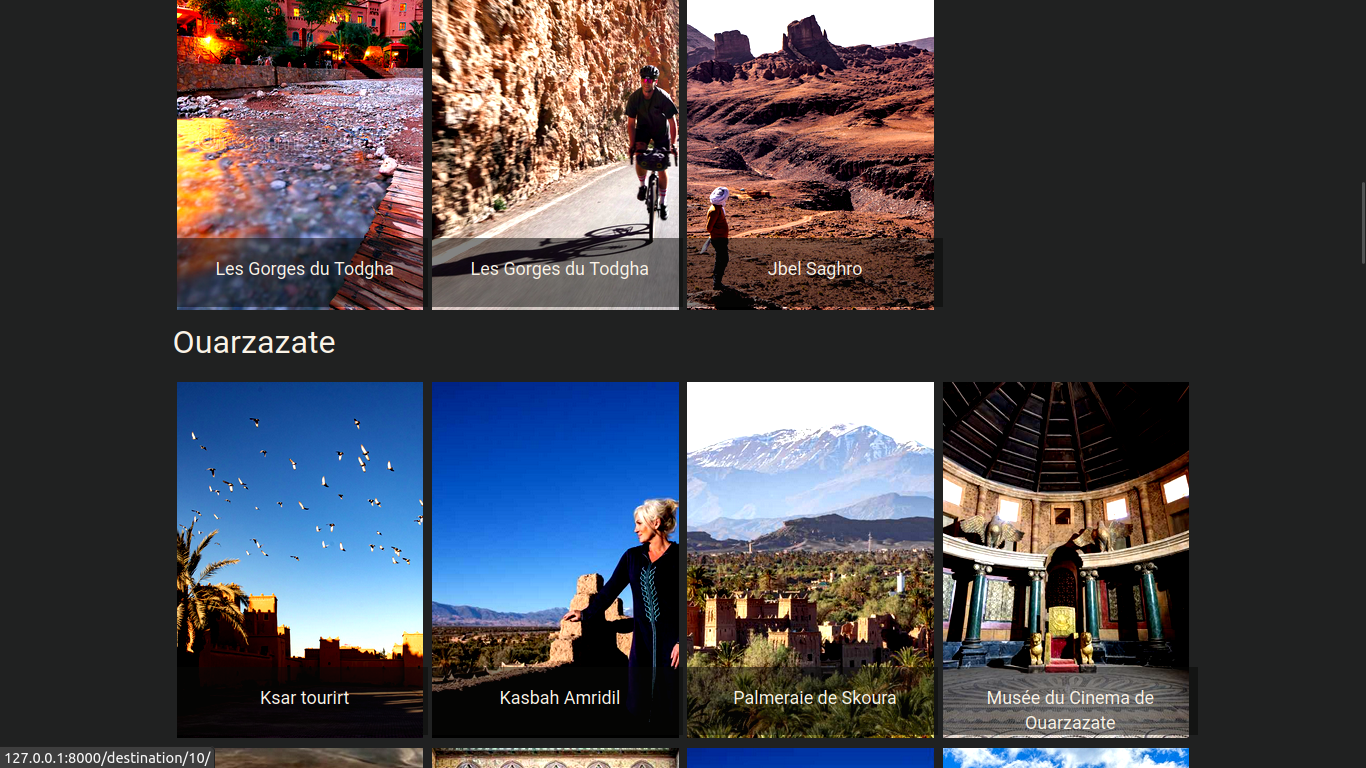 Les Gorges du Todgha
Les Gorges du Todgha
Jbel Saghro
Ouarzazate
Ksar tourirt
Kasbah Amridil
Palmeraie de Skoura
Musée du Cinema de
Ouarzazate
127.0.0.1:8000/destination/10/